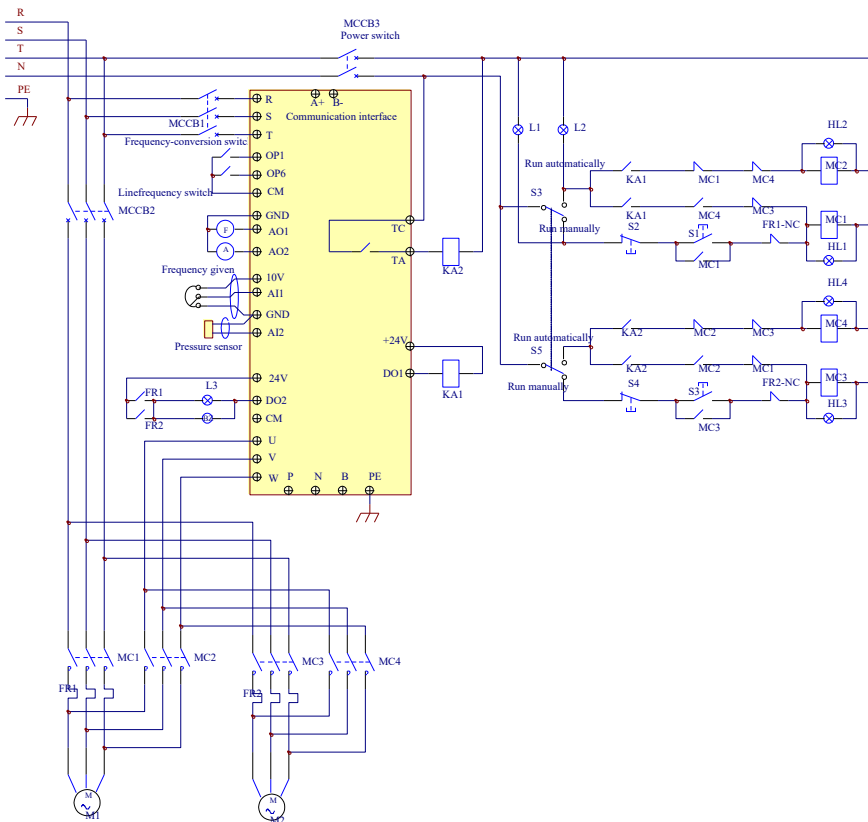 R
S
T
N
PE
MCCB3
Power switch
A+ B-
Communication interface
R
S
T
MCCB1
Frequency-conversion switc
OP1
OP6
CM
Linefrequency switch
MCCB2
GND
AO1
AO2
F
A
Frequency given
10V
AI1
GND
AI2
Pressure sensor
TC
TA
KA2
+24V
DO1
KA1
24V
DO2
CM
FR1
FR2
L3
U
V
W
P N B PE
L1
L2
HL2
Run automatically
KA1 MC1 MC4
MC2
S3
KA1 MC4 MC3
MC1
Run manually
S2
S1
FR1-NC
MC1
HL1
HL4
Run automatically
KA2 MC2 MC3
MC4
S5
KA2 MC2 MC1
MC3
Run manually
S4
S3
FR2-NC
MC3
HL3
MC1
MC2
MC3
MC4
FR1
FR2
M
M1
M
M2